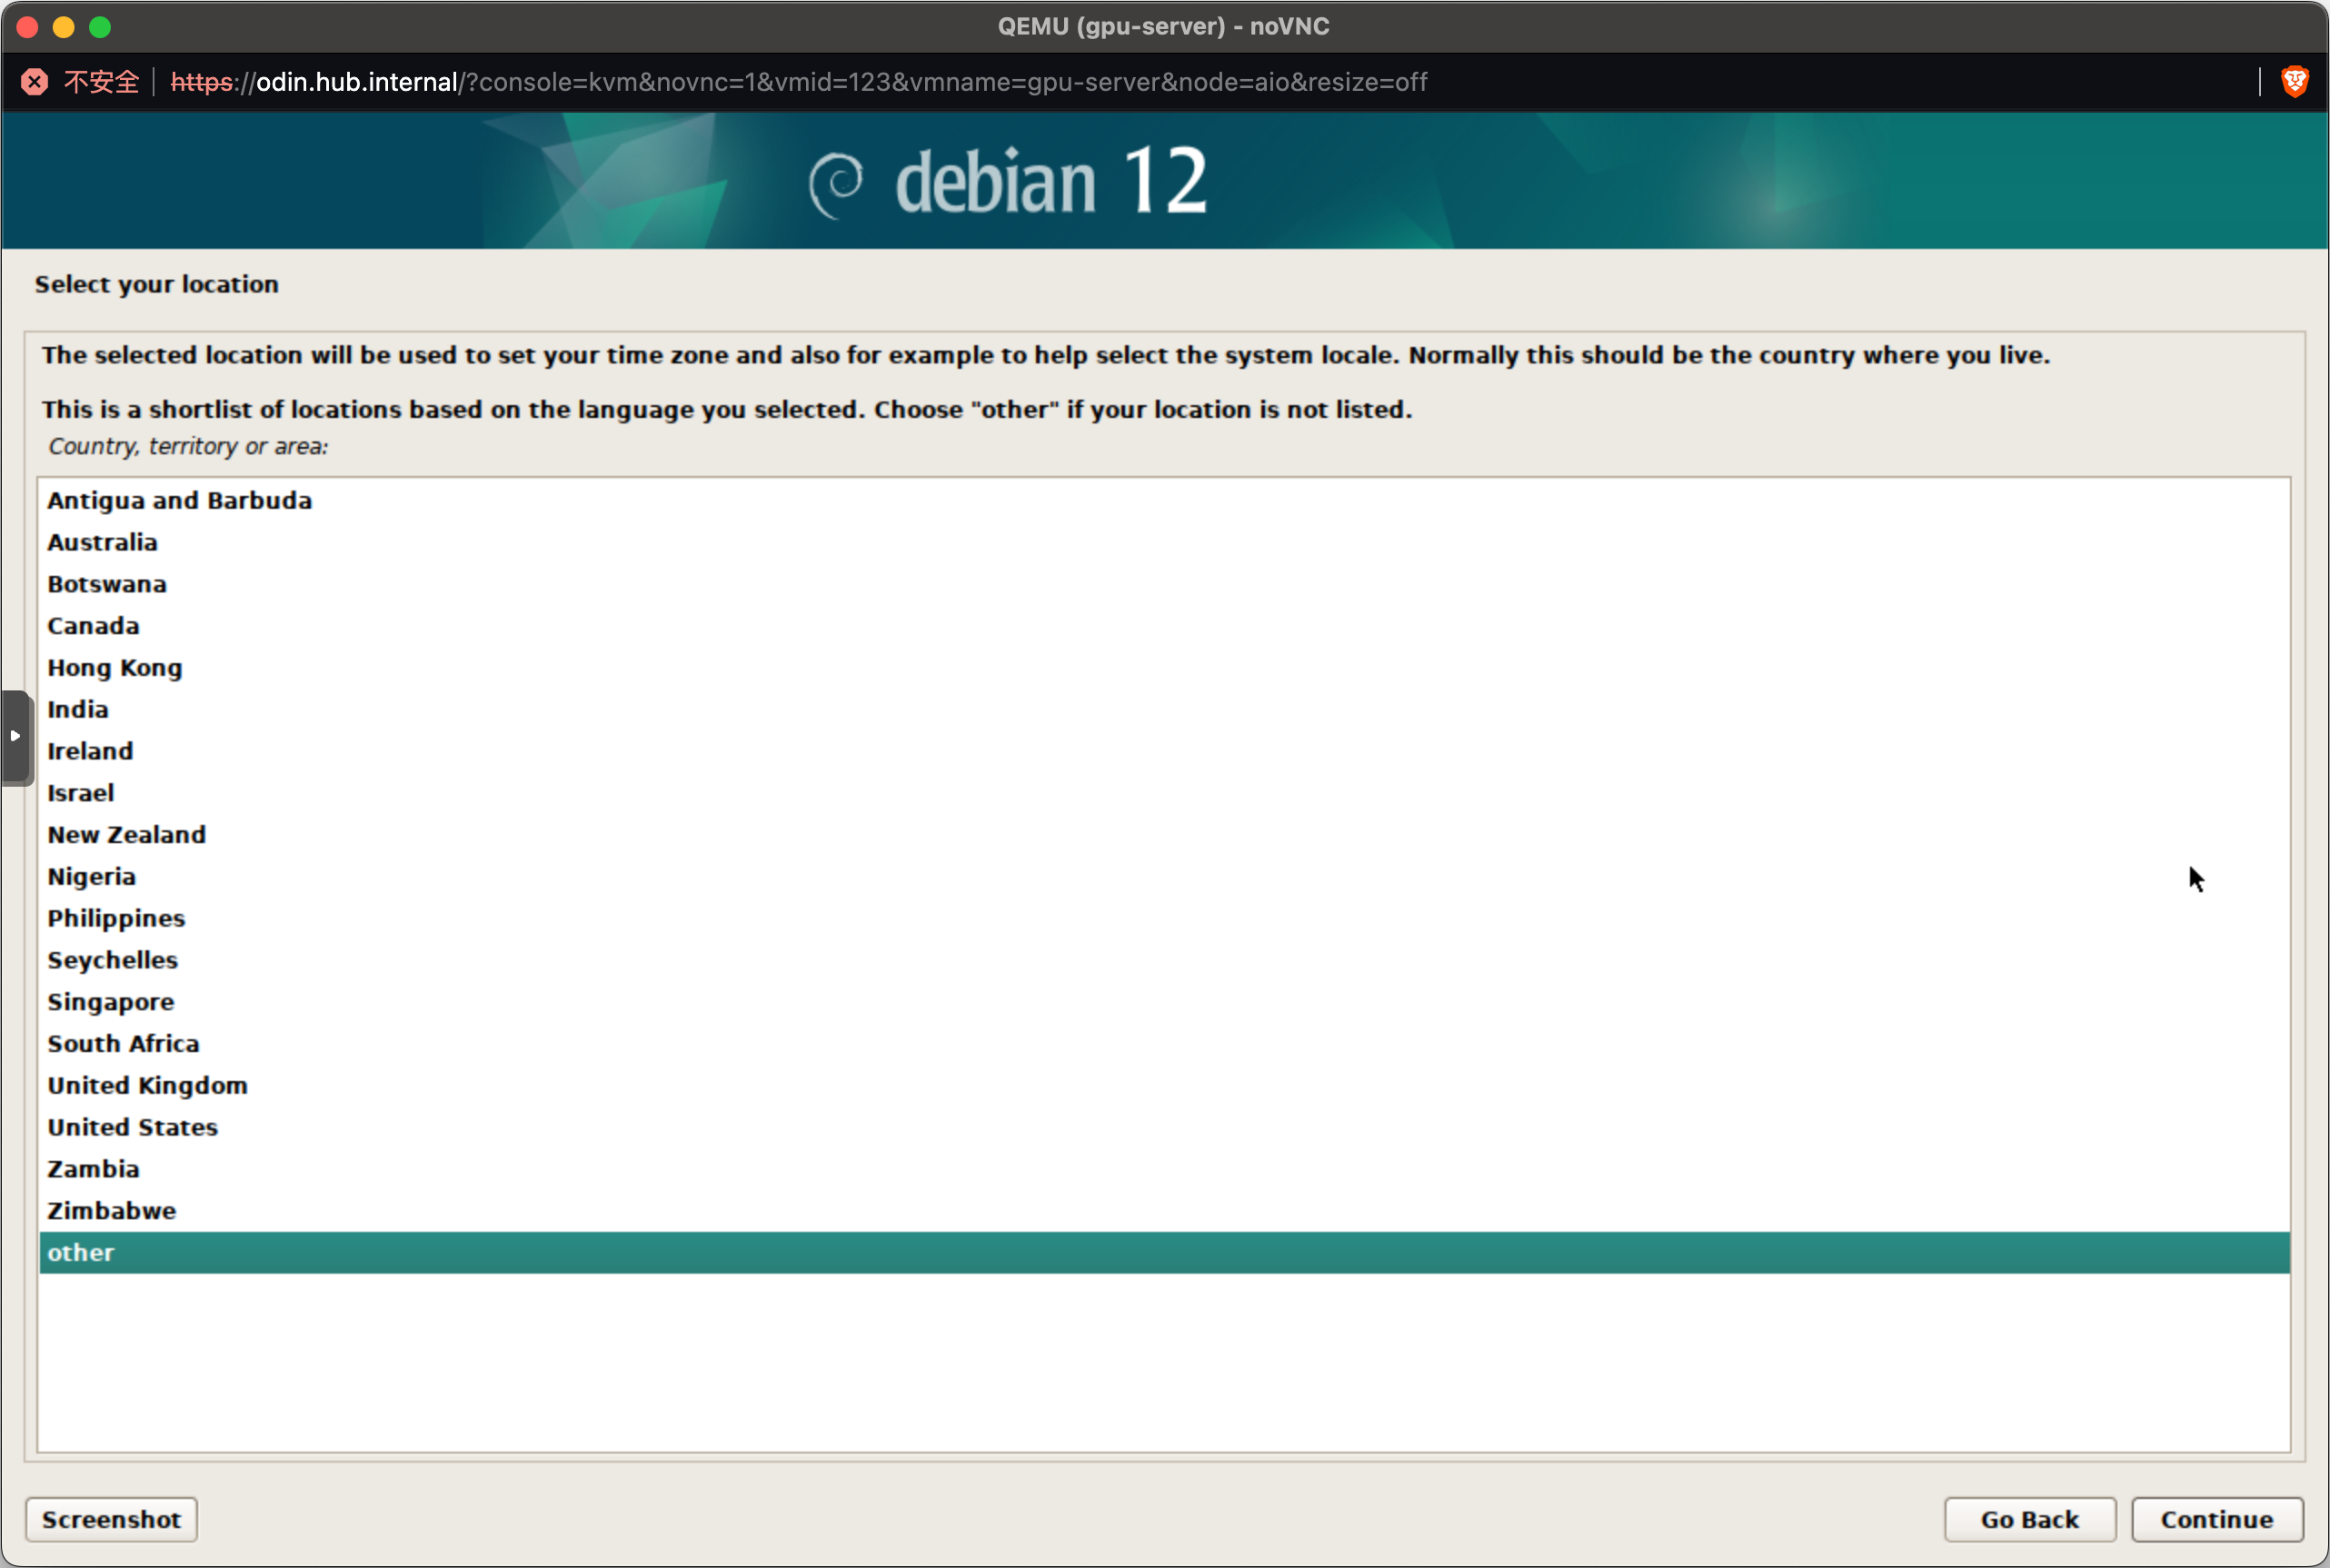 QEMU (gpu-server) - noVNC
不安全 https://odin.hub.internal/?console=kvm&novnc=1&vmid=123&vmname=gpu-server&node=aio&resize=off
debian 12
Select your location
The selected location will be used to set your time zone and also for example to help select the system locale. Normally this should be the country where you live.
This is a shortlist of locations based on the language you selected. Choose "other" if your location is not listed.
Country, territory or area:
Antigua and Barbuda
Australia
Botswana
Canada
Hong Kong
India
Ireland
Israel
New Zealand
Nigeria
Philippines
Seychelles
Singapore
South Africa
United Kingdom
United States
Zambia
Zimbabwe
other
Screenshot Go Back Continue